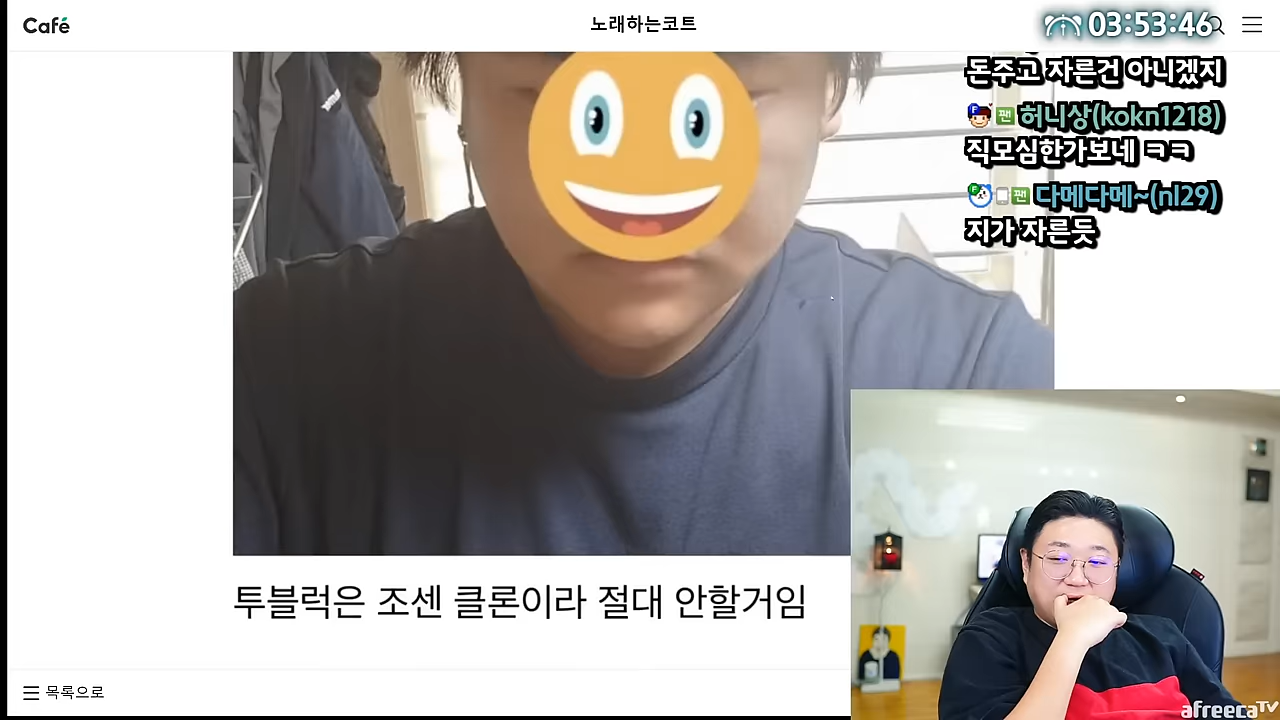 Café
노래하는코트
03:53:46
돈주고 자른건 아니겠지
팬 허니상(kokn1218)
직모심한가보네 ㅋㅋ
팬 다메다메~(nl29)
지가 자른듯
투블럭은 조센 클론이라 절대 안할거임
목록으로
afreecaTV